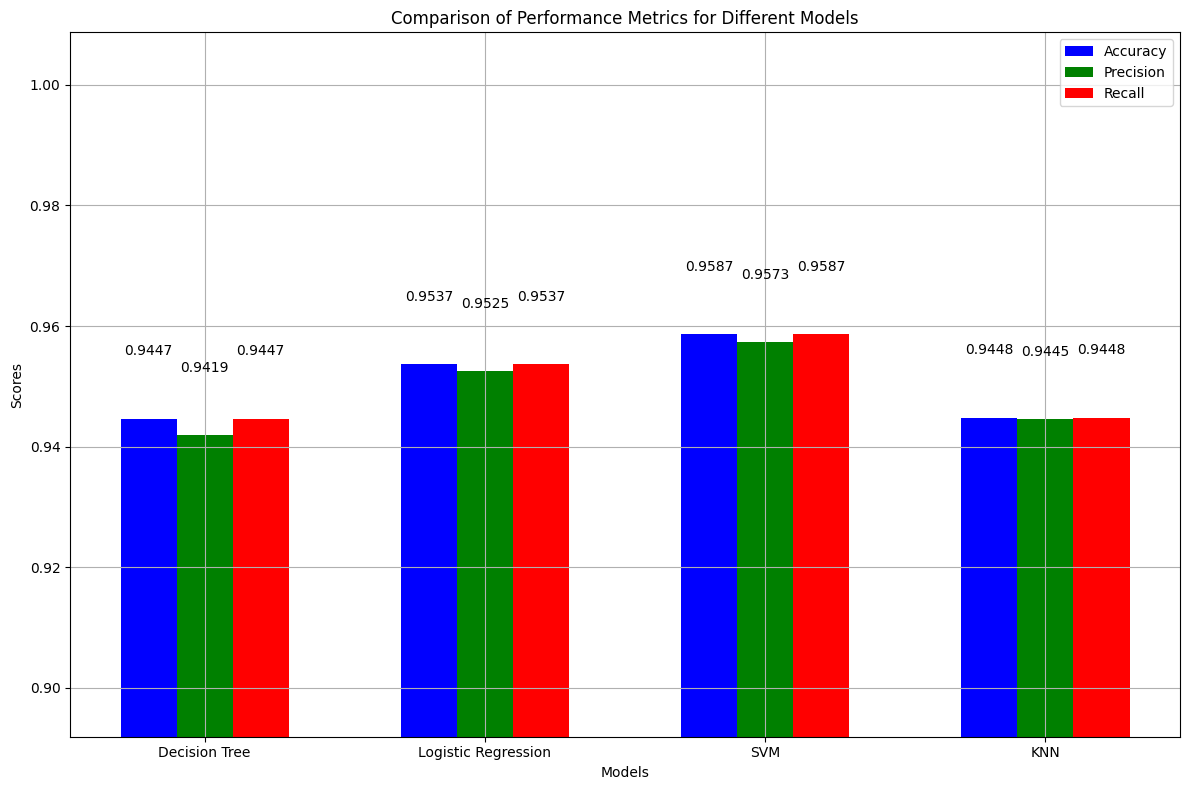 Comparison of Performance Metrics for Different Models
Accuracy
Precision
Recall
1.00
0.98
0.96
0.94
0.92
0.90
Scores
0.9447
0.9419
0.9447
0.9537
0.9525
0.9537
0.9587
0.9573
0.9587
0.9448
0.9445
0.9448
Decision Tree
Logistic Regression
SVM
KNN
Models